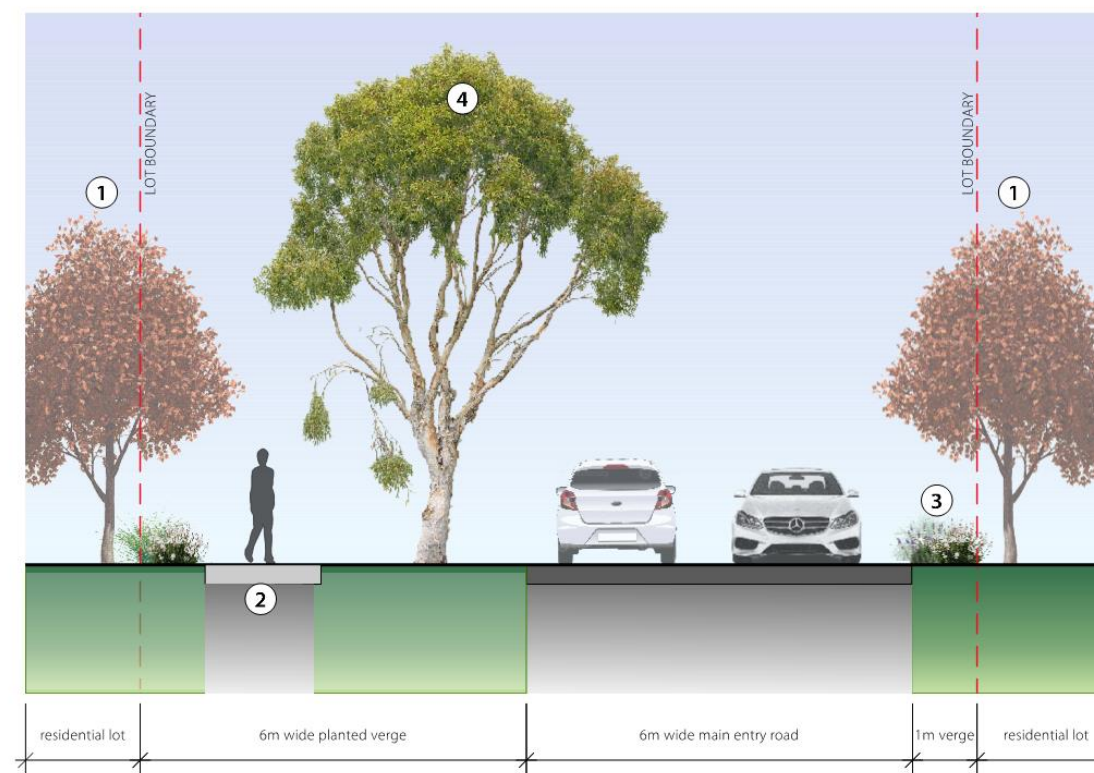 4
LOT BOUNDARY
LOT BOUNDARY
1
1
3
2
residential lot
6m wide planted verge
6m wide main entry road
1m verge
residential lot